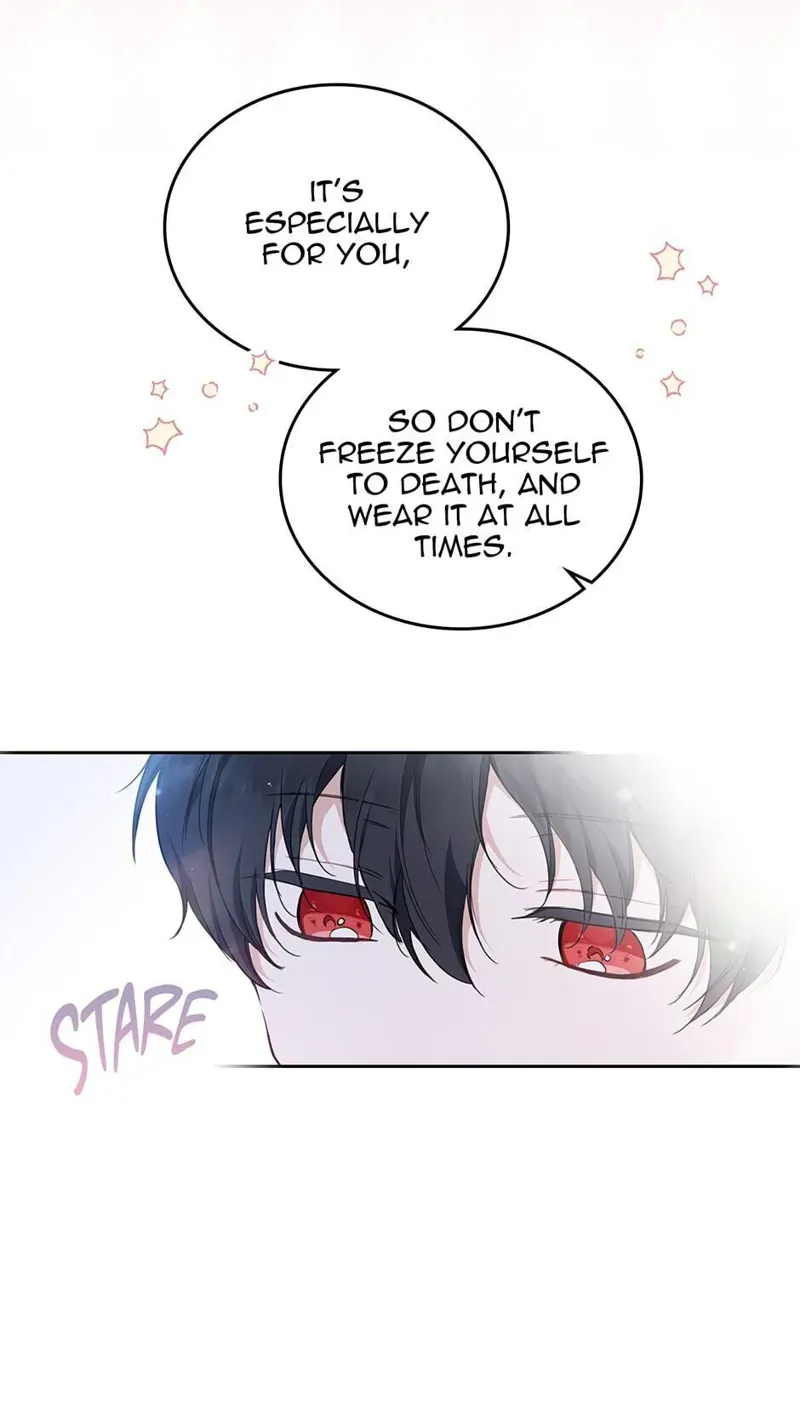 IT'S
ESPECIALLY
FOR YOU,
SO DON'T
FREEZE YOURSELF
TO DEATH, AND
WEAR IT AT ALL
TIMES.
STARE